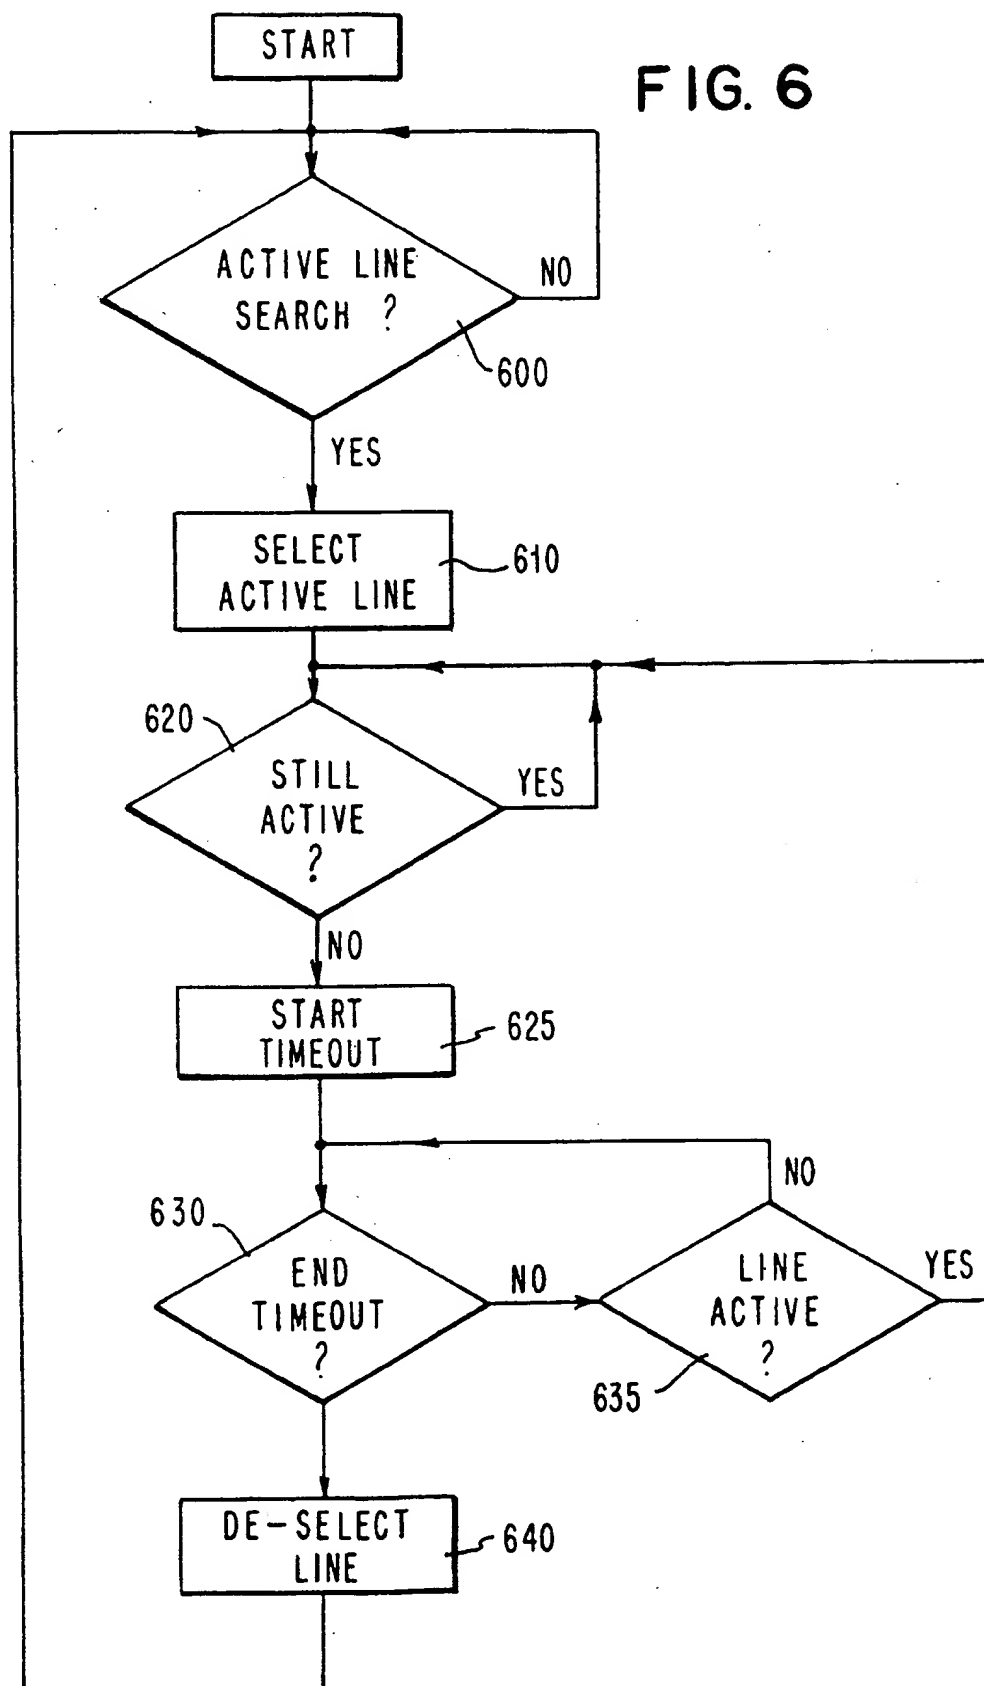 START
FIG. 6
ACTIVE LINE
SEARCH ?
NO
600
YES
SELECT
ACTIVE LINE
610
620
STILL
ACTIVE
?
YES
NO
START
TIMEOUT
625
630
END
TIMEOUT
?
NO
LINE
ACTIVE
?
NO
YES
635
DE-SELECT
LINE
640